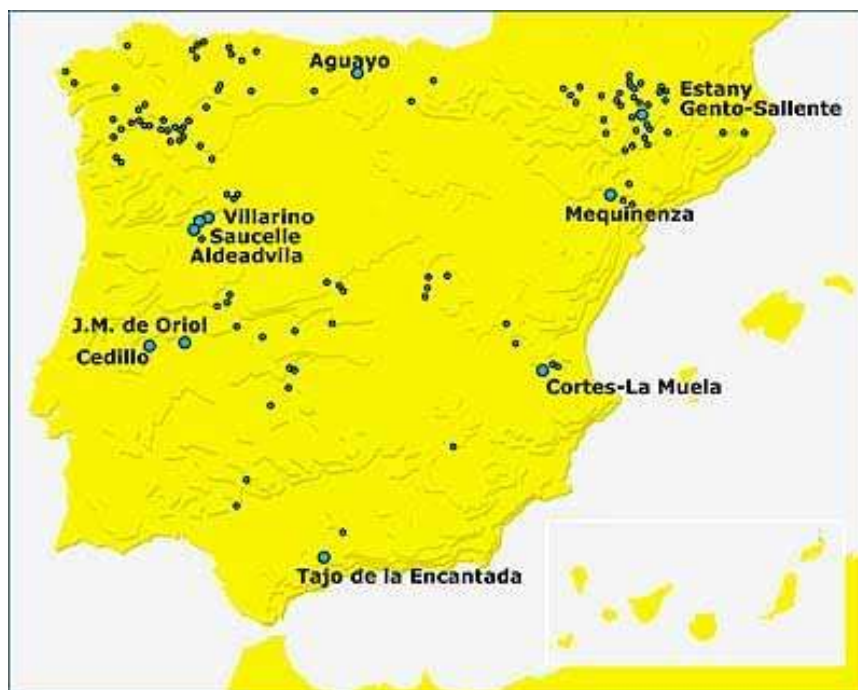 Aguayo
Estany
Gento-Sallente
Mequinenza
Villarino
Saucelle
Aldeadvila
J.M. de Oriol
Cedillo
Cortes-La Muela
Tajo de la Encantada